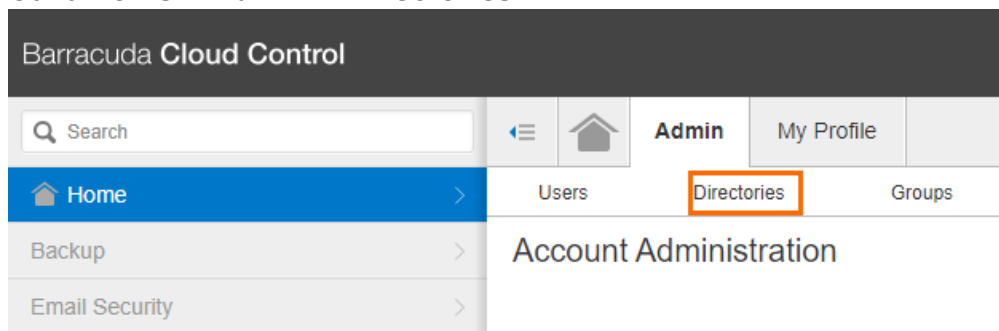 Barracuda Cloud Control
Search
Admin
My Profile
Home
Users
Directories
Groups
Backup
Account Administration
Email Security